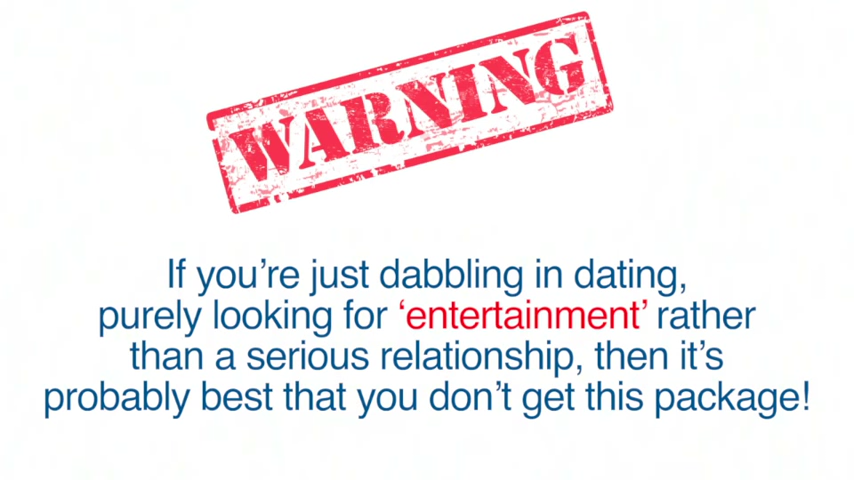 WARNING
If you're just dabbling in dating,
purely looking for ‘entertainment’ rather
than a serious relationship, then it's
probably best that you don't get this package!